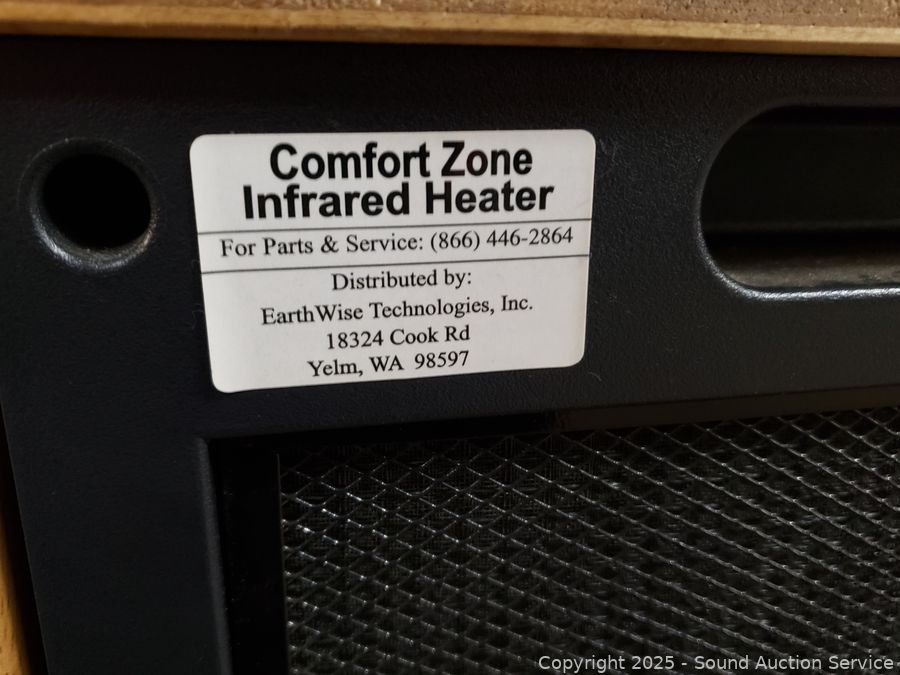 Comfort Zone
Infrared Heater
For Parts & Service: (866) 446-2864
Distributed by:
EarthWise Technologies, Inc.
18324 Cook Rd
Yelm, WA 98597
Copyright 2025 - Sound Auction Service